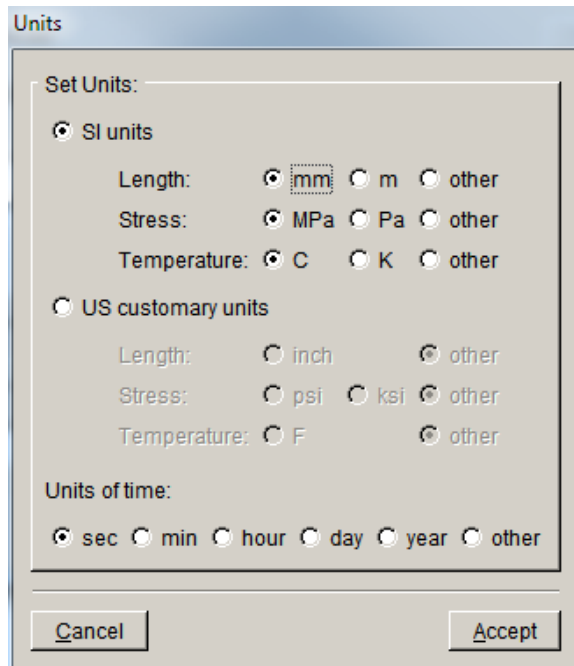 Units
Set Units:
SI units
Length: mm m other
Stress: MPa Pa other
Temperature: C K other
US customary units
Length: inch other
Stress: psi ksi other
Temperature: F other
Units of time:
sec min hour day year other
Cancel Accept